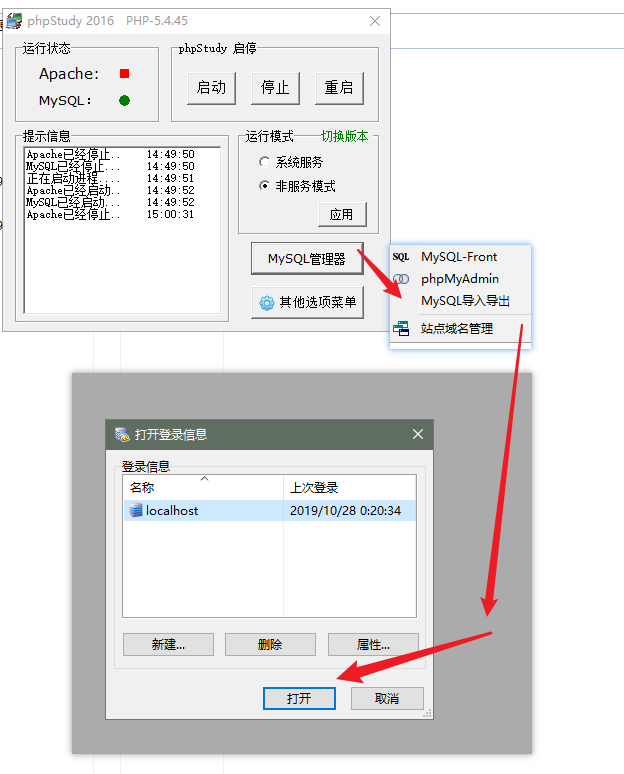 phpStudy 2016 PHP-5.4.45
运行状态
Apache:
MySQL:
phpStudy 启停
启动 停止 重启
提示信息
Apache已经停止.. 14:49:50
MySQL已经停止... 14:49:50
正在启动进程.... 14:49:51
Apache已经启动.. 14:49:52
MySQL已经启动... 14:49:52
Apache已经停止.. 15:00:31
运行模式 切换版本
系统服务
非服务模式
应用
MySQL管理器
其他选项菜单
SQL MySQL-Front
phpMyAdmin
MySQL导入导出
站点域名管理
打开登录信息
登录信息
名称 上次登录
localhost 2019/10/28 0:20:34
新建... 删除 属性...
打开 取消